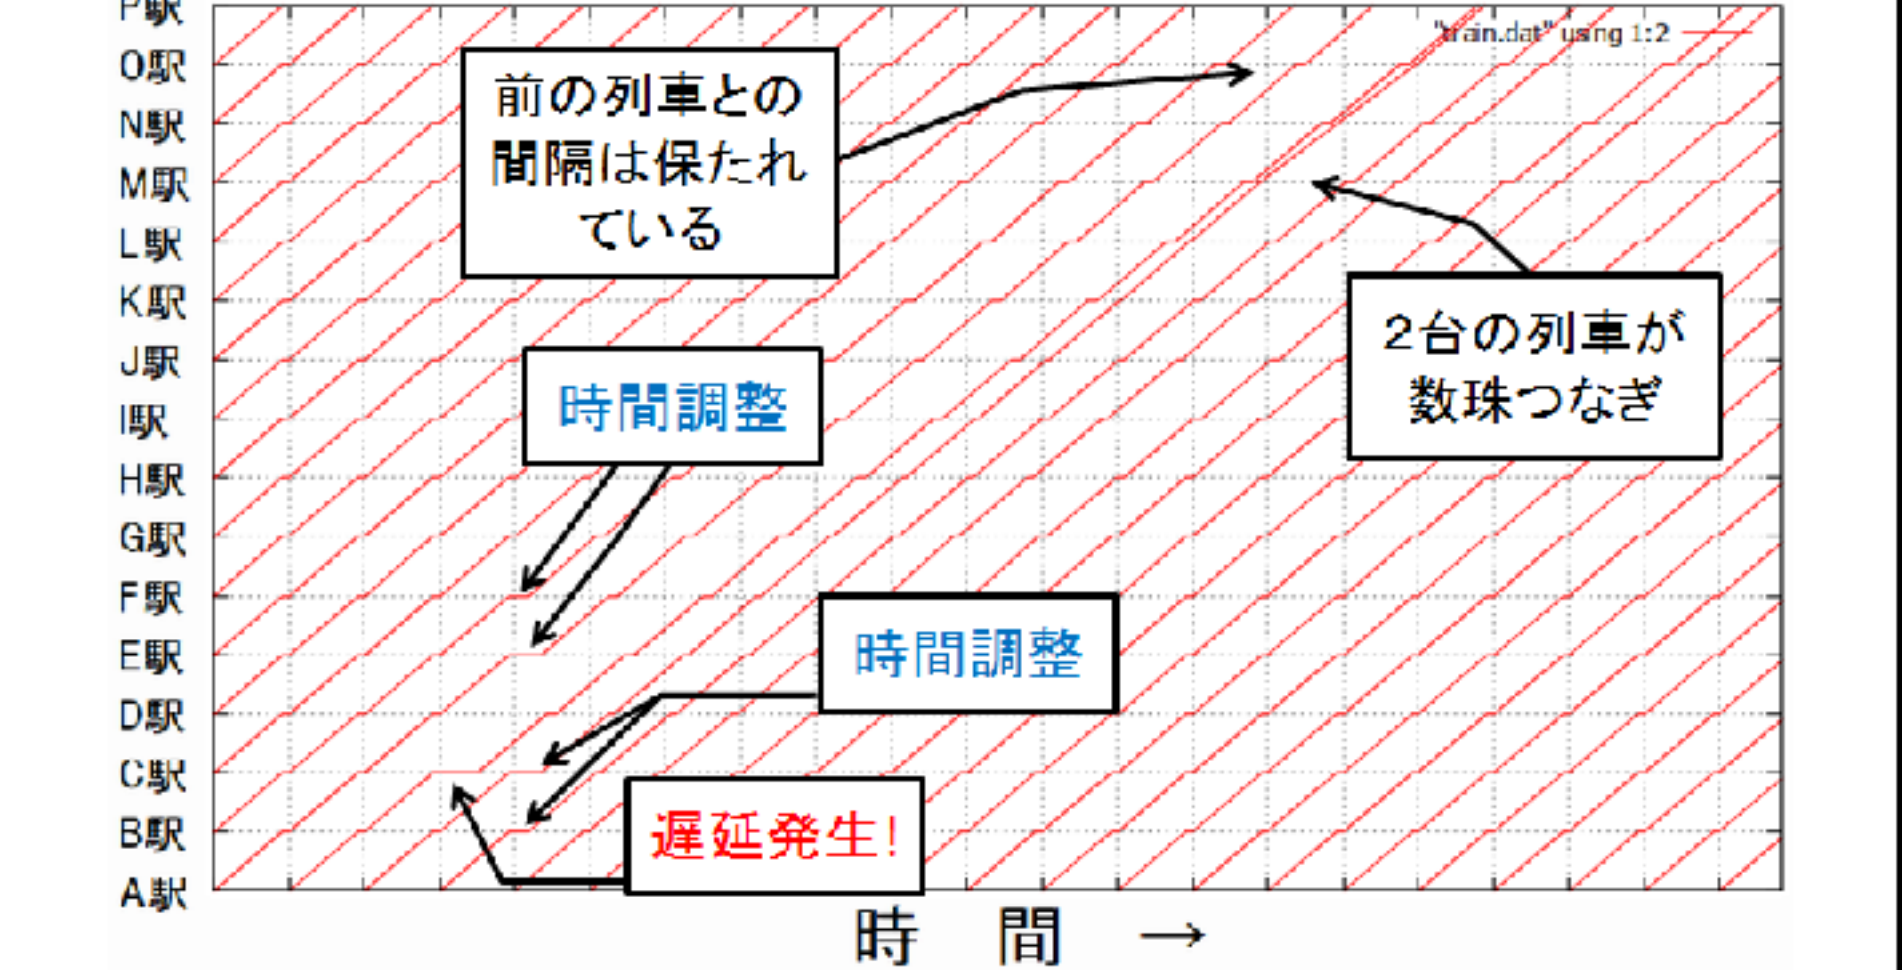 P駅
"train.dat" using 1:2
O駅
N駅
M駅
L駅
K駅
J駅
I駅
H駅
G駅
F駅
E駅
D駅
C駅
B駅
A駅
前の列車との
間隔は保たれ
ている
2台の列車が
数珠つなぎ
時間調整
時間調整
遅延発生!
時 間 →